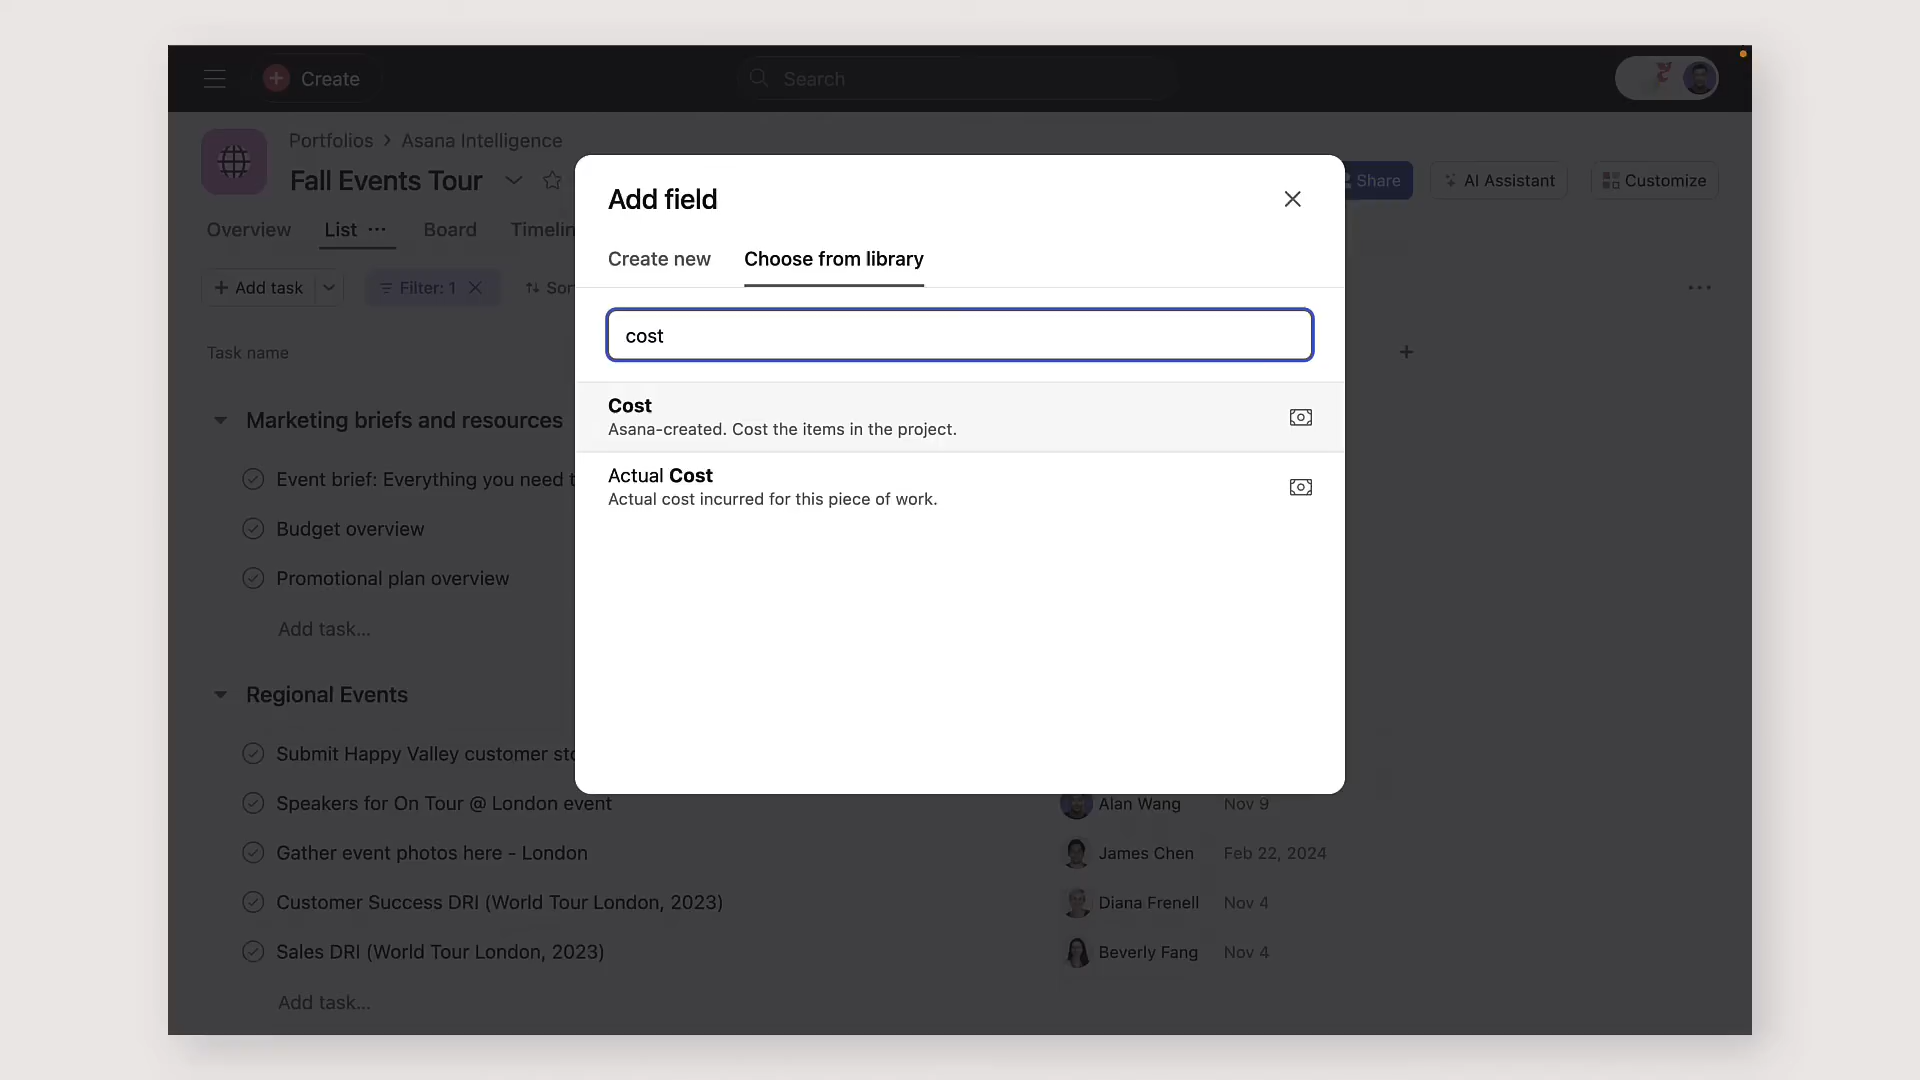 Create
Search
Portfolios › Asana Intelligence
Fall Events Tour
Share
AI Assistant
Customize
Overview
List
Board
Add task
Filter: 1
Task name
Marketing briefs and resources
Event brief: Everything you need
Budget overview
Promotional plan overview
Add task...
Regional Events
Submit Happy Valley customer
Speakers for On Tour @ London event
Alan Wang
Nov 9
Gather event photos here - London
James Chen
Feb 22, 2024
Customer Success DRI (World Tour London, 2023)
Diana Frenell
Nov 4
Sales DRI (World Tour London, 2023)
Beverly Fang
Nov 4
Add task...
Add field
Create new
Choose from library
cost
Cost
Asana-created. Cost the items in the project.
Actual Cost
Actual cost incurred for this piece of work.